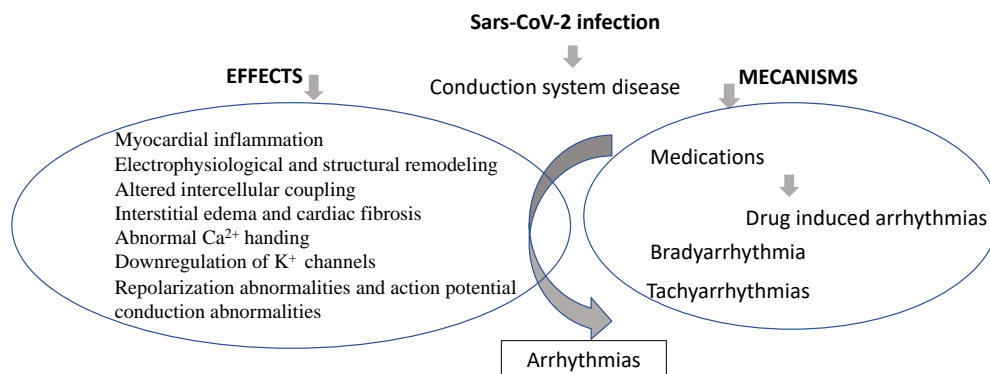 Sars-CoV-2 infection
EFFECTS
Conduction system disease
MECANISMS
Myocardial inflammation
Electrophysiological and structural remodeling
Altered intercellular coupling
Interstitial edema and cardiac fibrosis
Abnormal Ca²⁺ handing
Downregulation of K⁺ channels
Repolarization abnormalities and action potential
conduction abnormalities
Medications
Drug induced arrhythmias
Bradyarrhythmia
Tachyarrhythmias
Arrhythmias